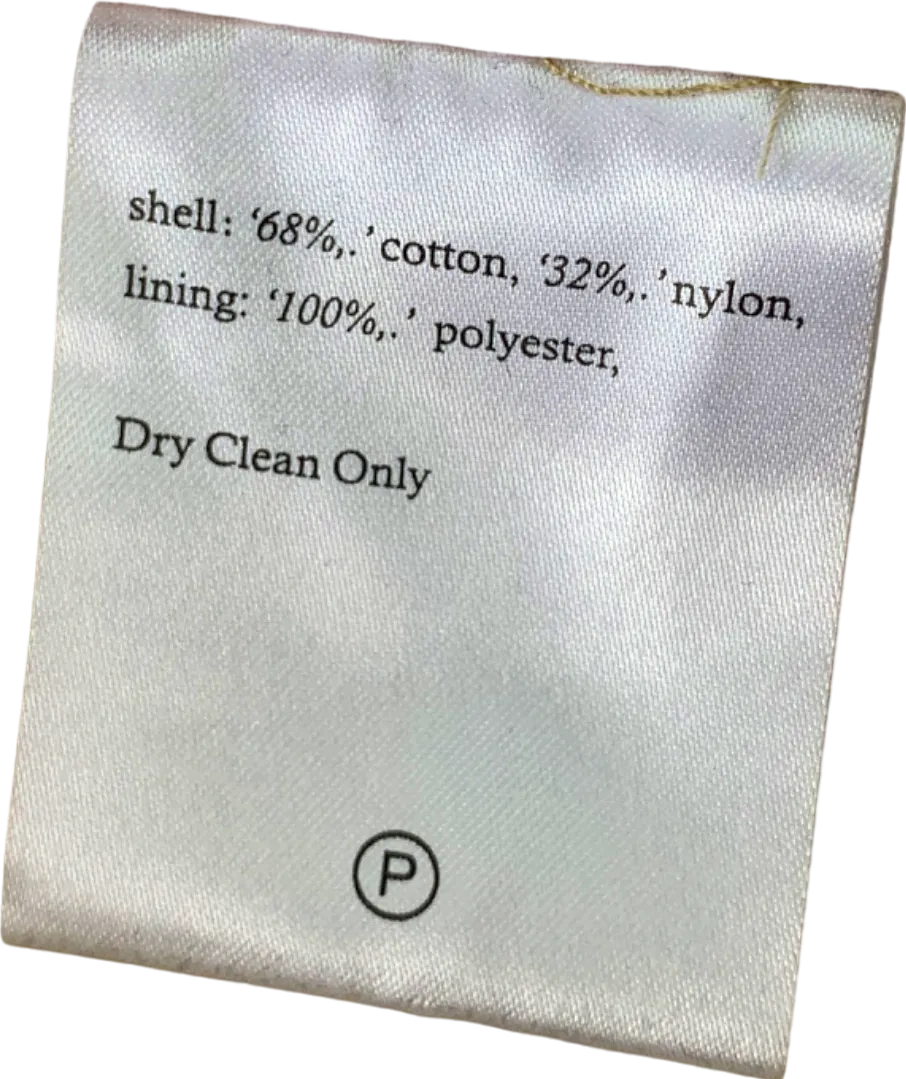 shell: ‘68%,.’ cotton, ‘32%,.’ nylon,
lining: ‘100%,.’ polyester,
Dry Clean Only
P